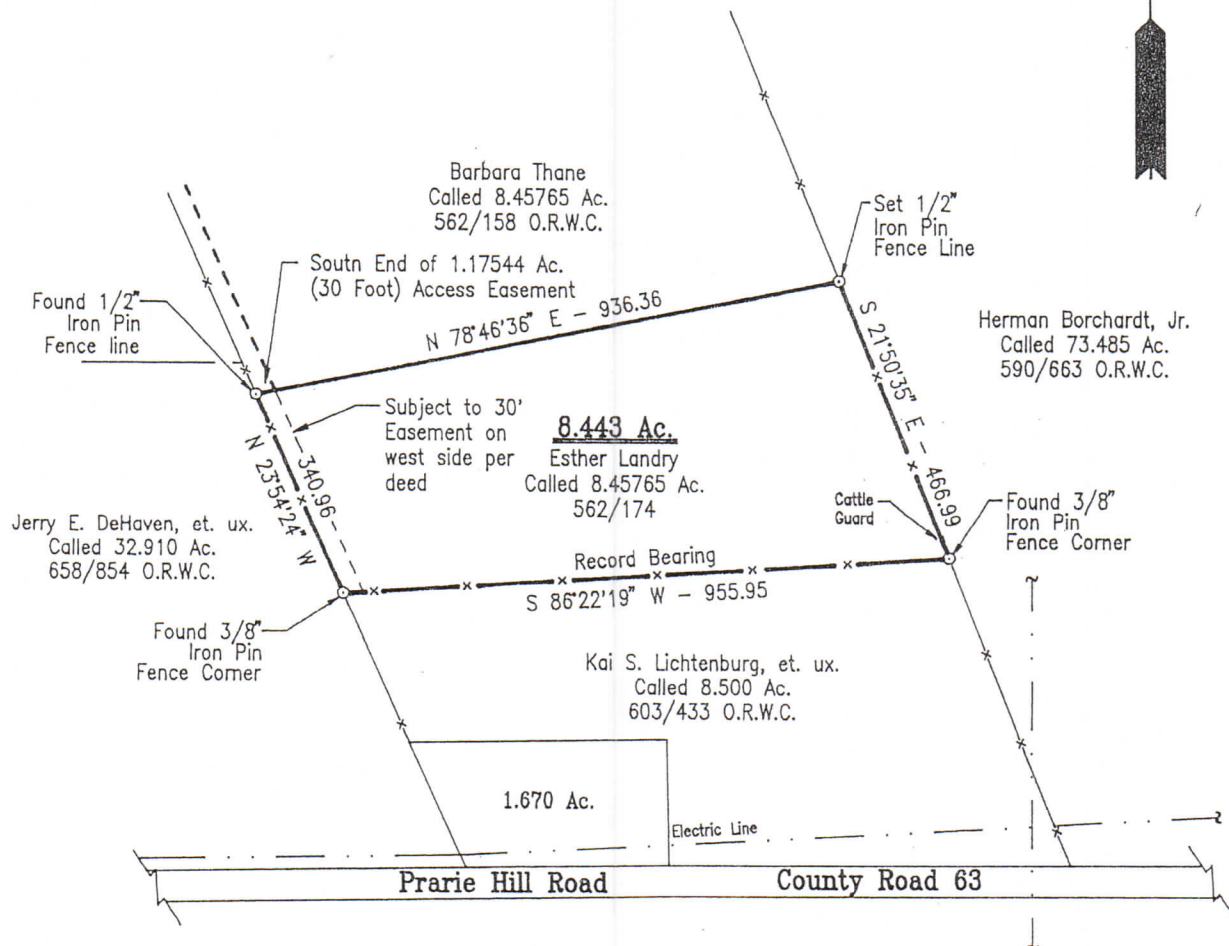 Barbara Thane
Called 8.45765 Ac.
562/158 O.R.W.C.
Set 1/2"
Iron Pin
Fence Line
Soutn End of 1.17544 Ac.
(30 Foot) Access Easement
Found 1/2"
Iron Pin
Fence line
N 78°46'36" E - 936.36
S 21°50'35" E - 466.99
Herman Borchardt, Jr.
Called 73.485 Ac.
590/663 O.R.W.C.
Subject to 30'
Easement on
west side per
deed
8.443 Ac.
Esther Landry
Called 8.45765 Ac.
562/174
340.96
N 23°54'24" W
Jerry E. DeHaven, et. ux.
Called 32.910 Ac.
658/854 O.R.W.C.
Cattle
Guard
Found 3/8"
Iron Pin
Fence Corner
Record Bearing
S 86°22'19" W - 955.95
Found 3/8"
Iron Pin
Fence Corner
Kai S. Lichtenburg, et. ux.
Called 8.500 Ac.
603/433 O.R.W.C.
1.670 Ac.
Electric Line
Prarie Hill Road
County Road 63